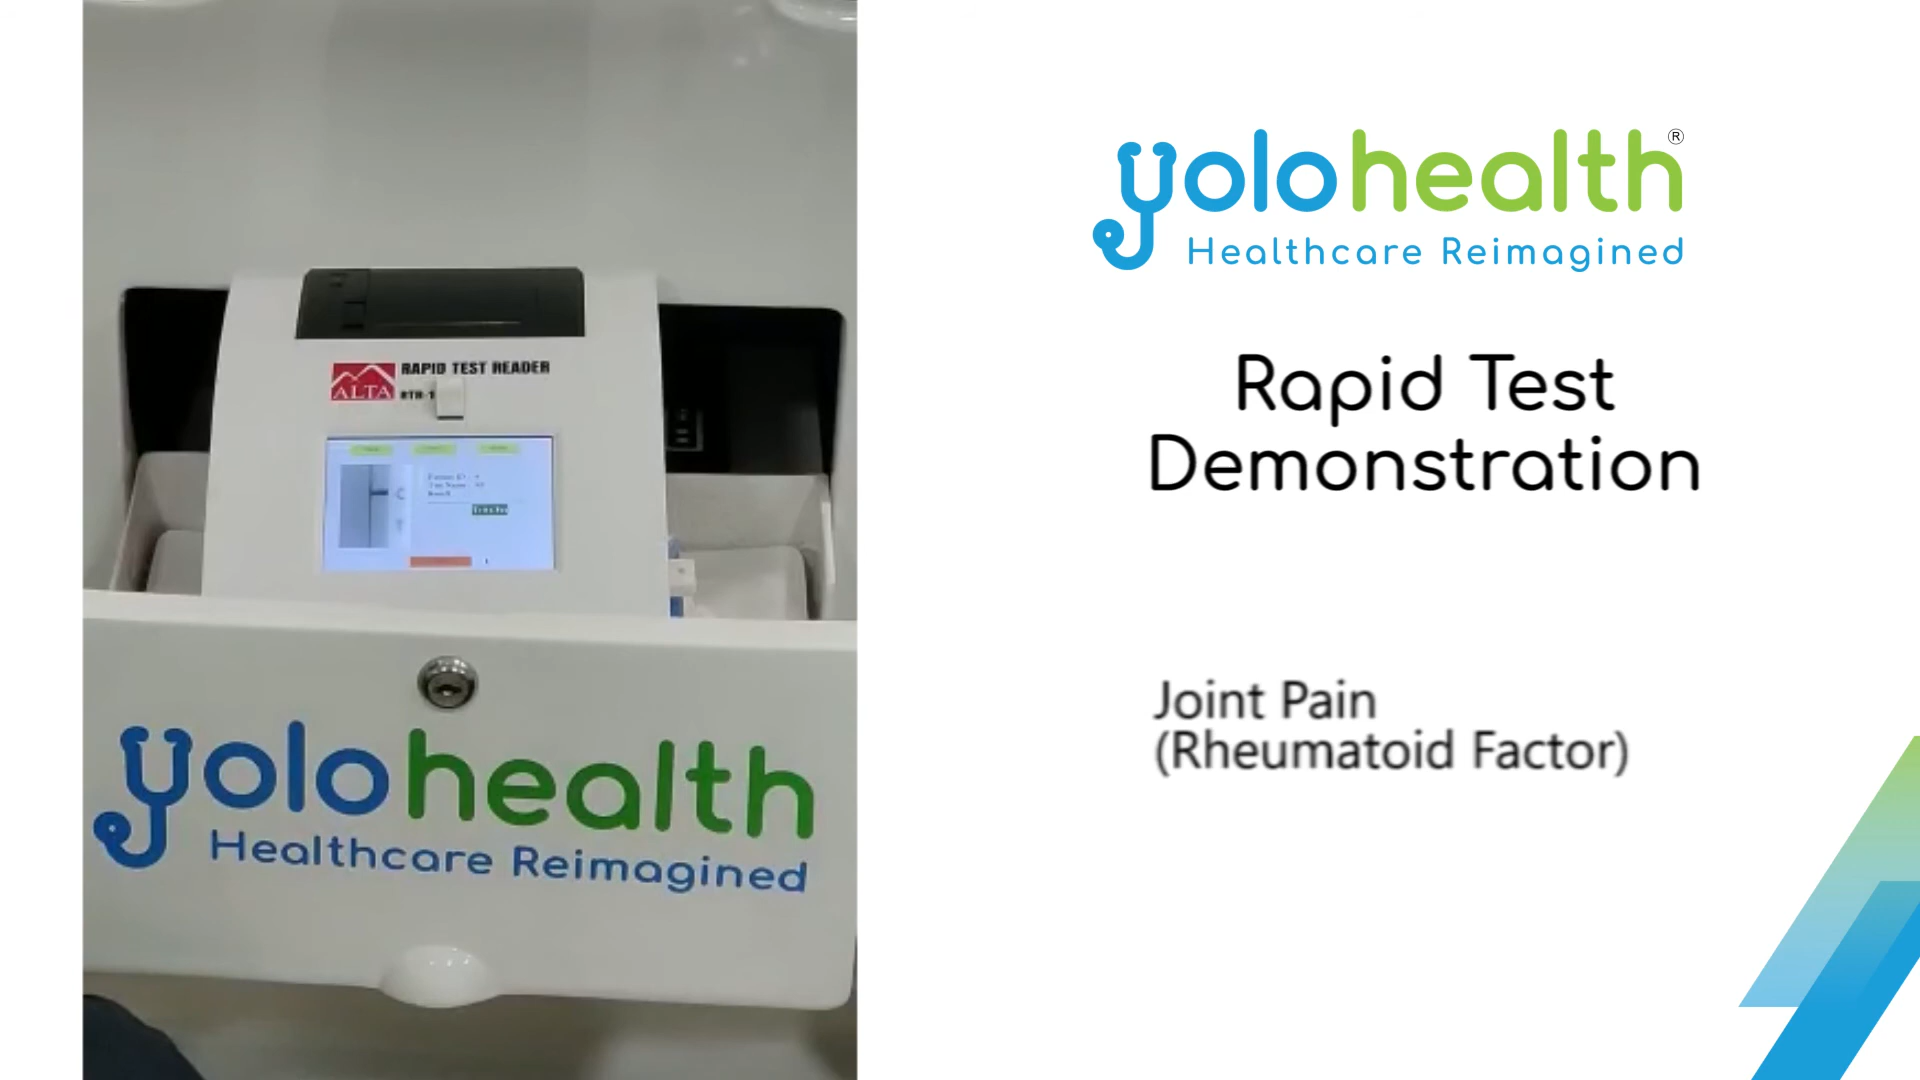 ALTA
RAPID TEST READER
yolohealth
Healthcare Reimagined
yolohealth®
Healthcare Reimagined
Rapid Test
Demonstration
Joint Pain
(Rheumatoid Factor)